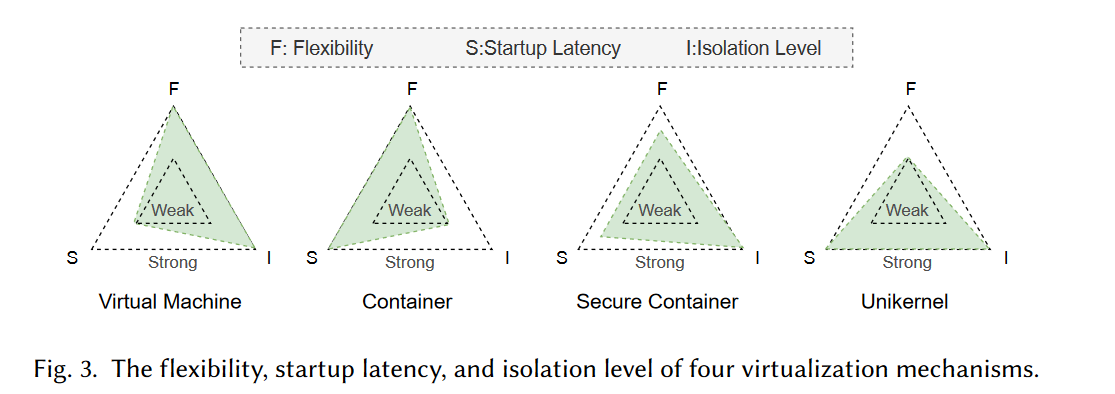 F: Flexibility S:Startup Latency I:Isolation Level
F F F F
Weak Weak Weak Weak
S I S I S I S I
Strong Strong Strong Strong
Virtual Machine Container Secure Container Unikernel
Fig. 3. The flexibility, startup latency, and isolation level of four virtualization mechanisms.